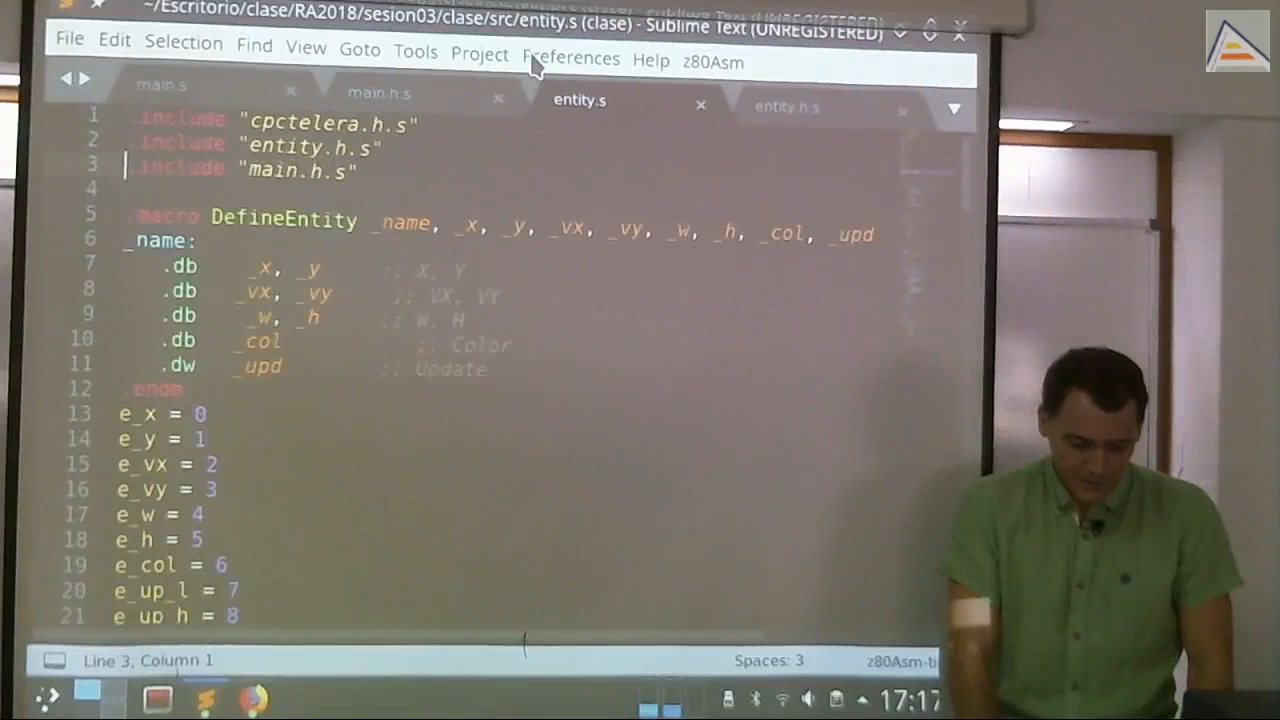 ~/Escritorio/clase/RA2018/sesion03/clase/src/entity.s (clase) - Sublime Text (UNREGISTERED)
File Edit Selection Find View Goto Tools Project Preferences Help z80Asm
main.s main.h.s entity.s entity.h.s
1 .include "cpctelera.h.s"
2 .include "entity.h.s"
3 .include "main.h.s"
4
5 .macro DefineEntity _name, _x, _y, _vx, _vy, _w, _h, _col, _upd
6 _name:
7 .db _x, _y ;; X, Y
8 .db _vx, _vy ;; VX, VY
9 .db _w, _h ;; W, H
10 .db _col ;; Color
11 .dw _upd ;; Update
12 .endm
13 e_x = 0
14 e_y = 1
15 e_vx = 2
16 e_vy = 3
17 e_w = 4
18 e_h = 5
19 e_col = 6
20 e_up_l = 7
21 e_up_h = 8
Line 3, Column 1 Spaces: 3 z80Asm-ti
17:17